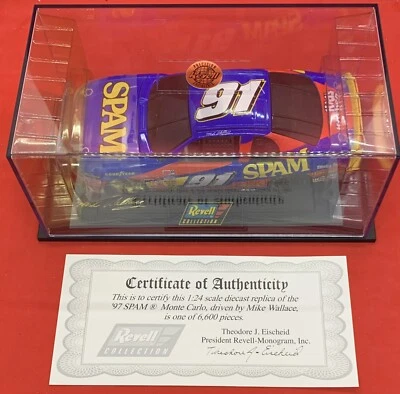 SPAM
91
91
SPAM
Revell
COLLECTION
Certificate of Authenticity
This is to certify this 1:24 scale diecast replica of the
'97 SPAM ® Monte Carlo, driven by Mike Wallace,
is one of 6,600 pieces.
Revell
COLLECTION
Theodore J. Eischeid
President Revell-Monogram, Inc.
Theodore J. Eischeid